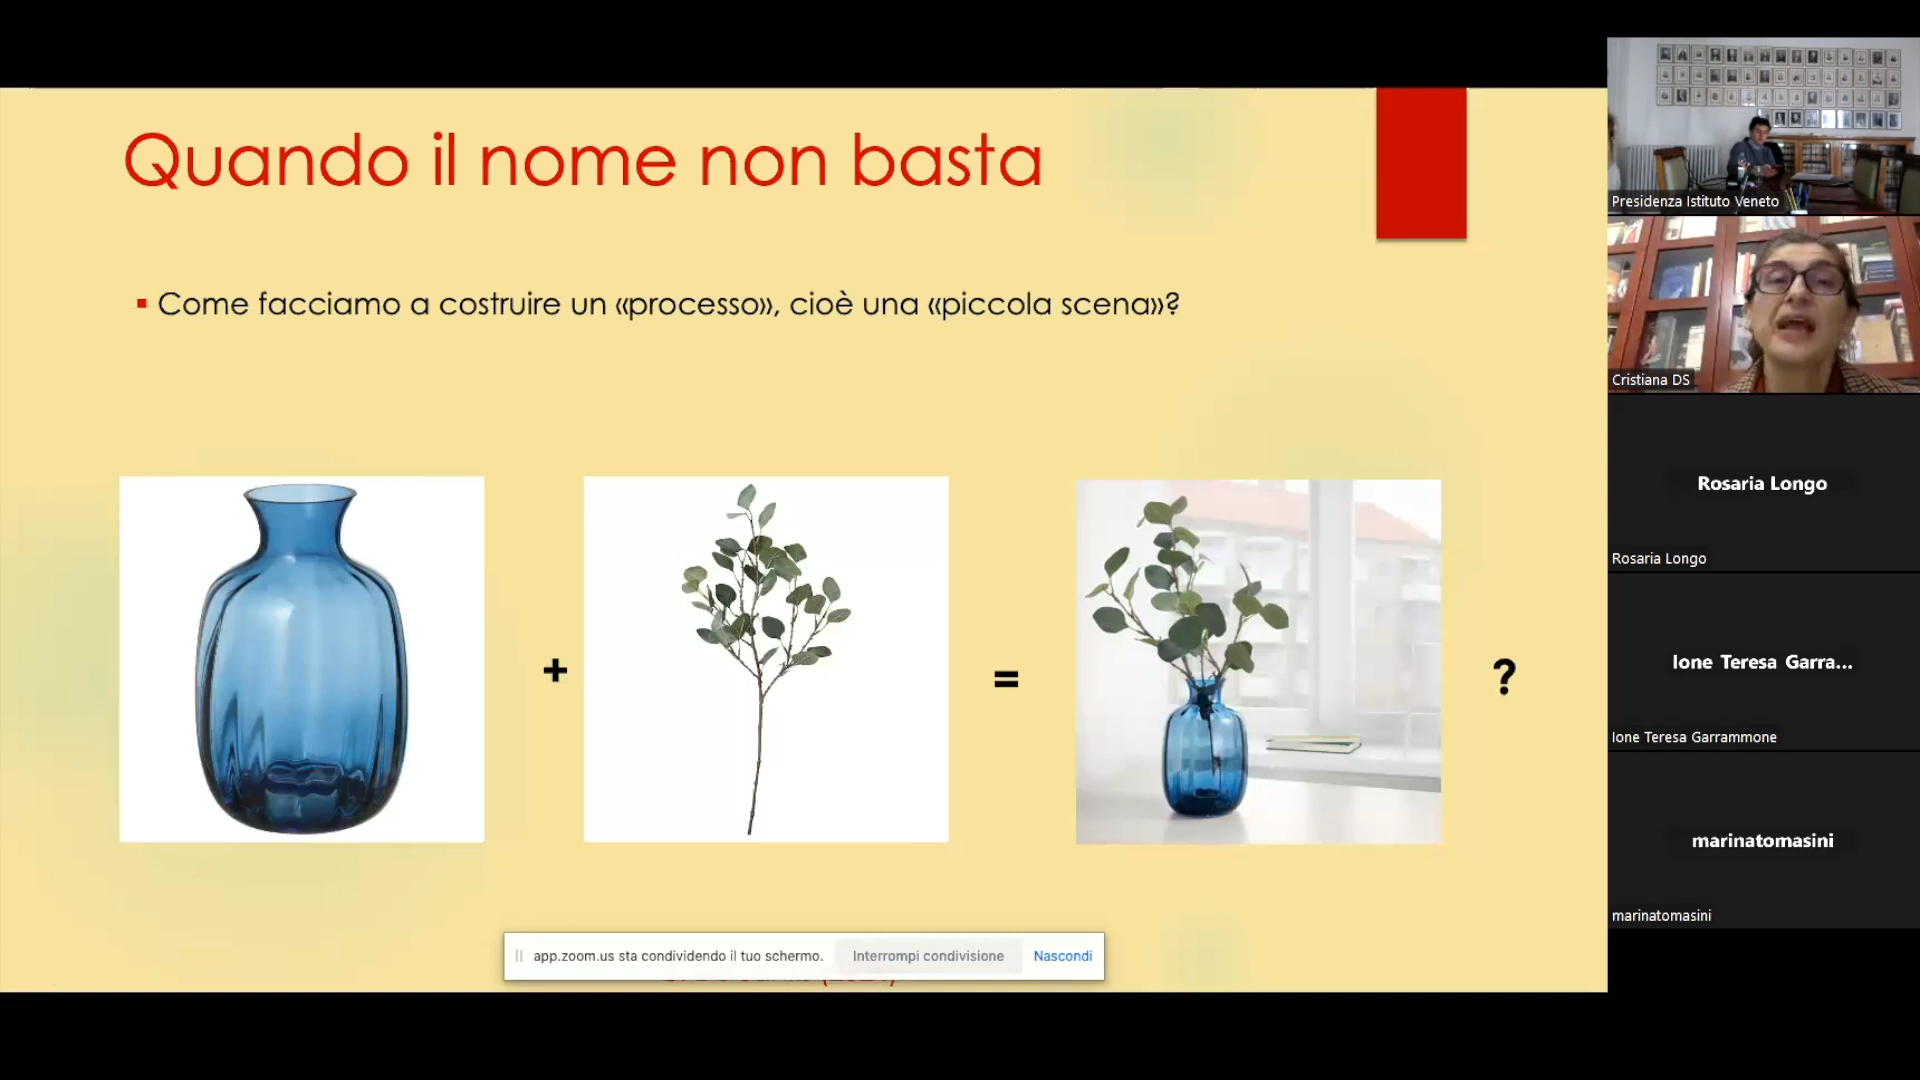 Quando il nome non basta
▪ Come facciamo a costruire un «processo», cioè una «piccola scena»?
+
=
?
app.zoom.us sta condividendo il tuo schermo.
Interrompi condivisione
Nascondi
Presidenza Istituto Veneto
Cristiana DS
Rosaria Longo
Rosaria Longo
Ione Teresa Garra...
Ione Teresa Garrammone
marinatomasini
marinatomasini